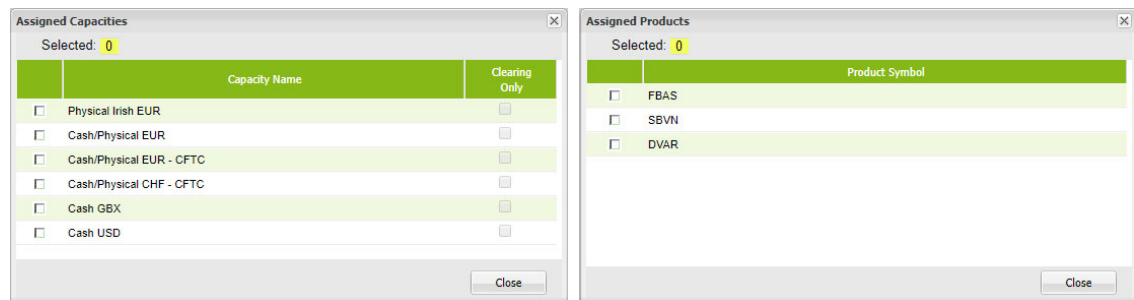 Assigned Capacities
Selected: 0
Capacity Name
Clearing
Only
Physical Irish EUR
Cash/Physical EUR
Cash/Physical EUR - CFTC
Cash/Physical CHF - CFTC
Cash GBX
Cash USD
Close
Assigned Products
Selected: 0
Product Symbol
FBAS
SBVN
DVAR
Close